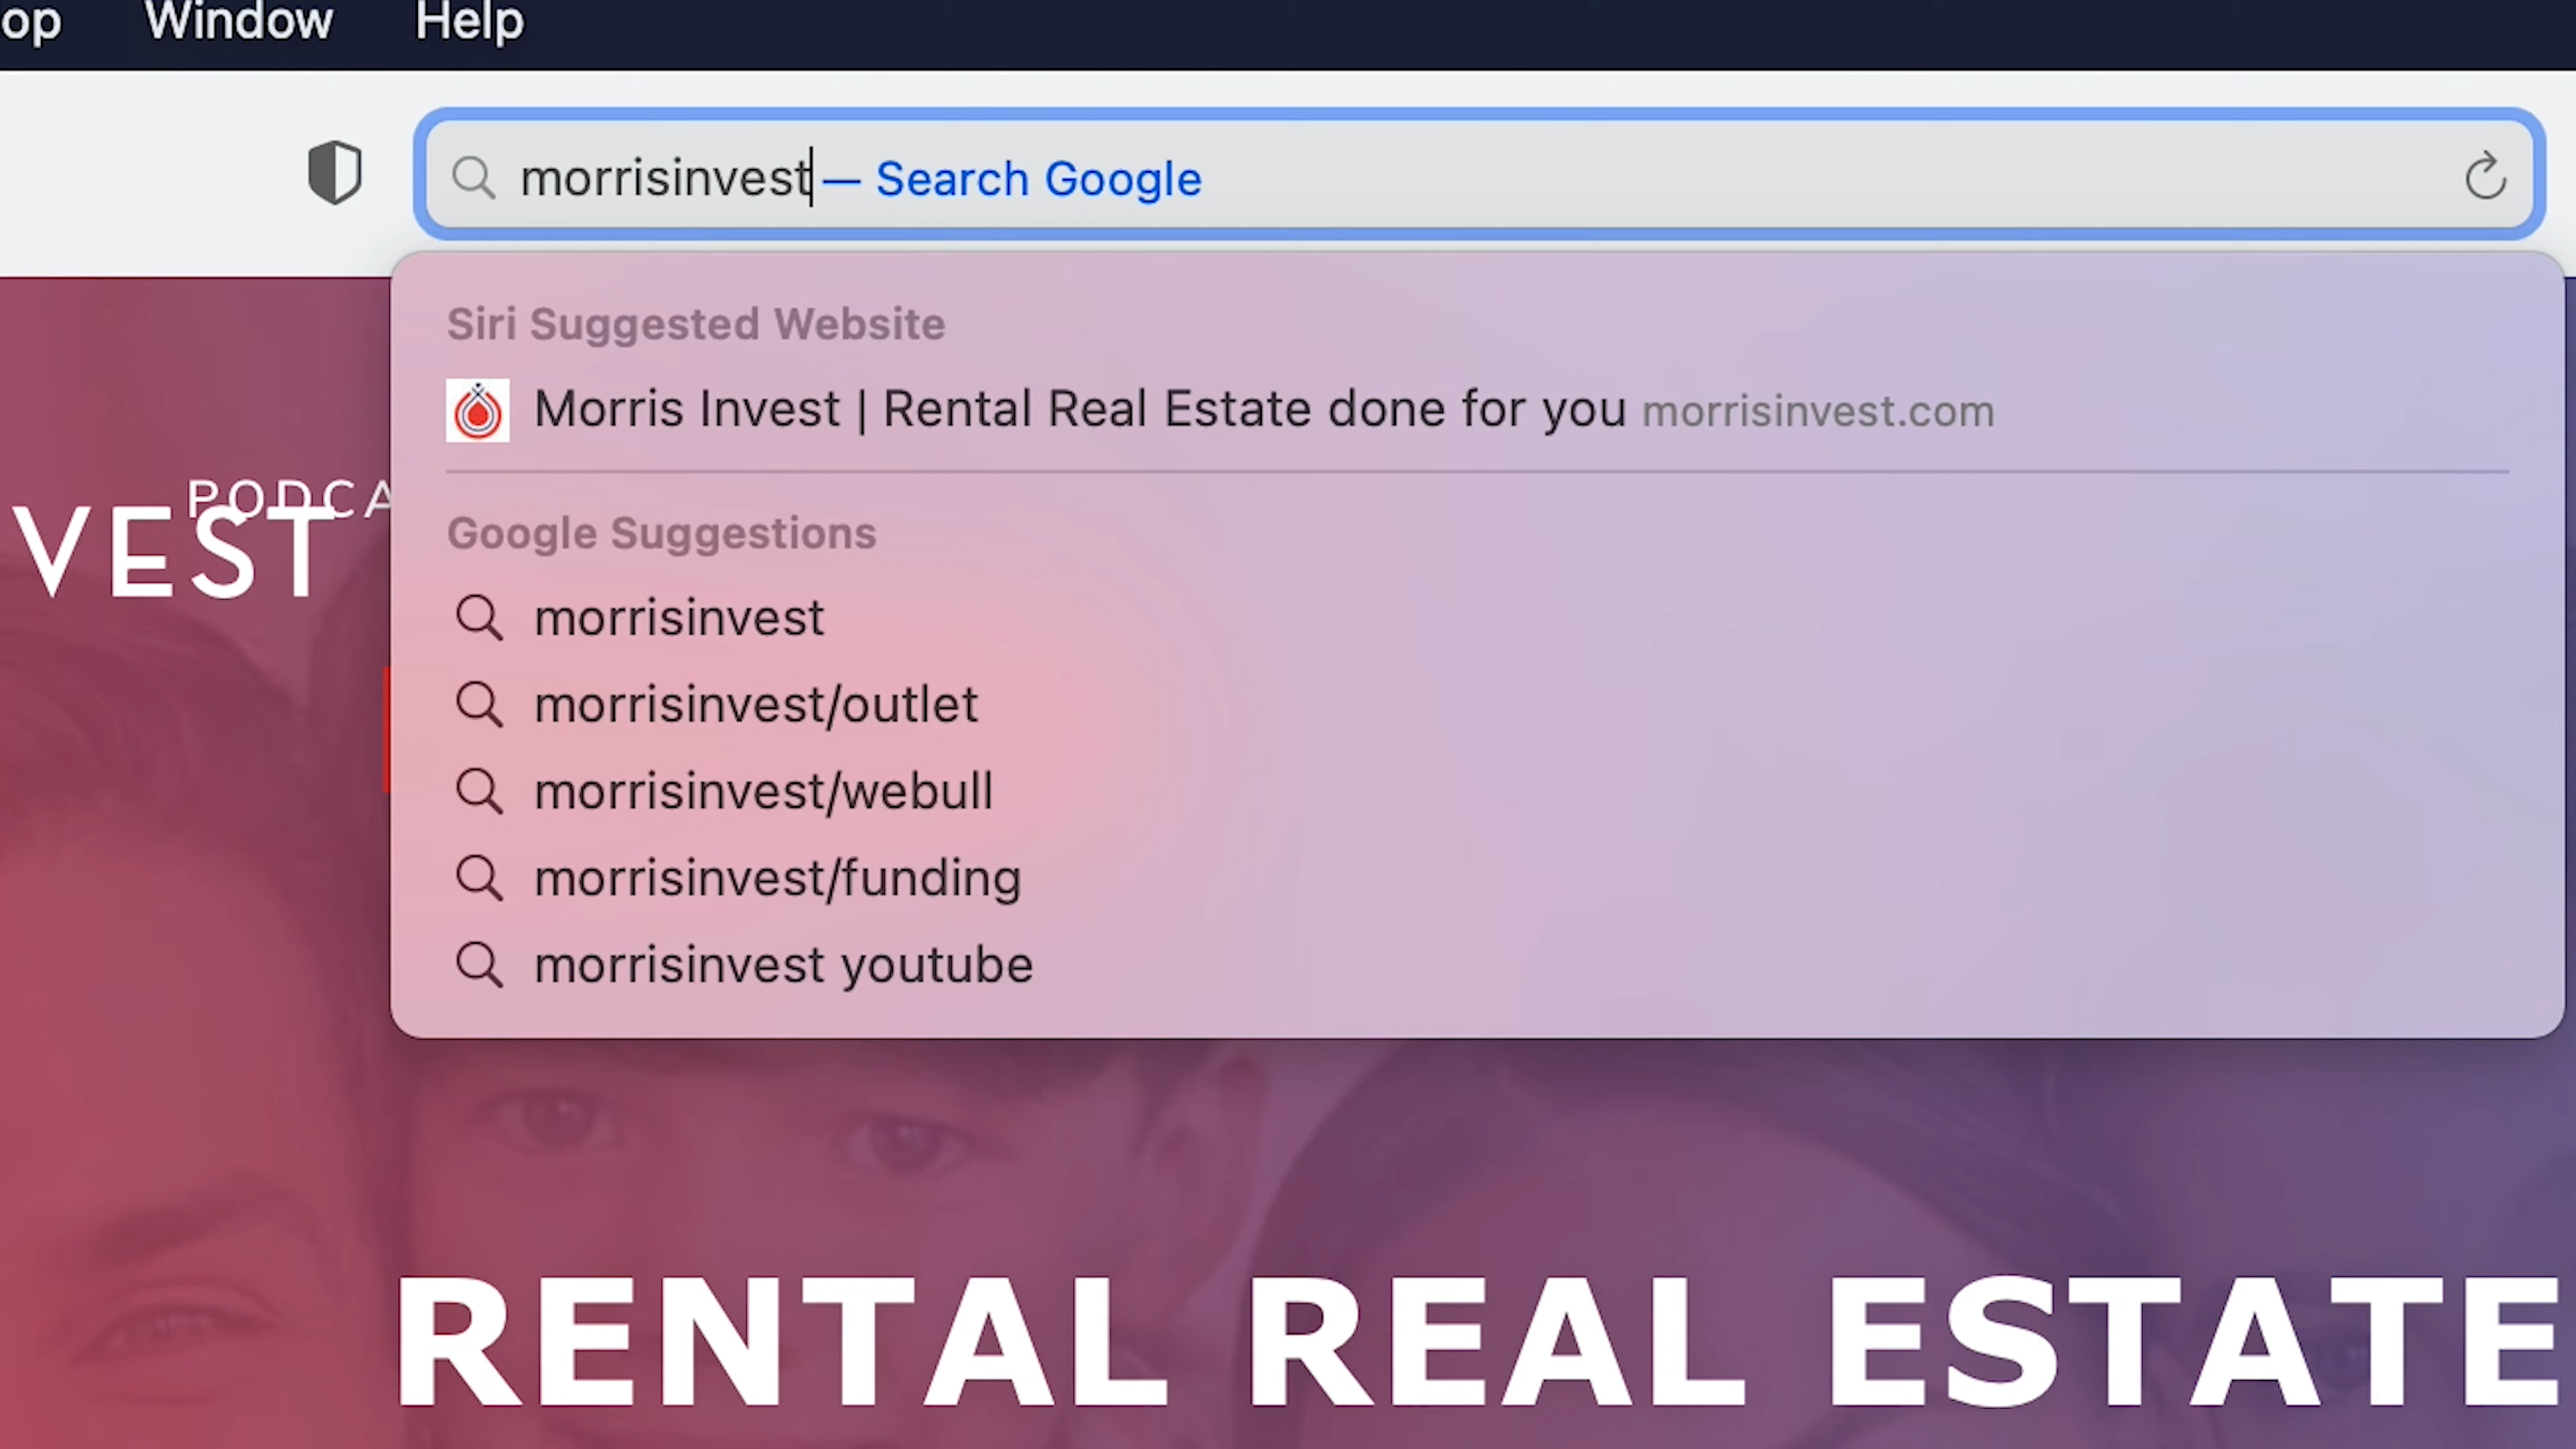 op Window Help
morrisinvest — Search Google
Siri Suggested Website
Morris Invest | Rental Real Estate done for you morrisinvest.com
PODCA
VEST
Google Suggestions
morrisinvest
morrisinvest/outlet
morrisinvest/webull
morrisinvest/funding
morrisinvest youtube
RENTAL REAL ESTATE